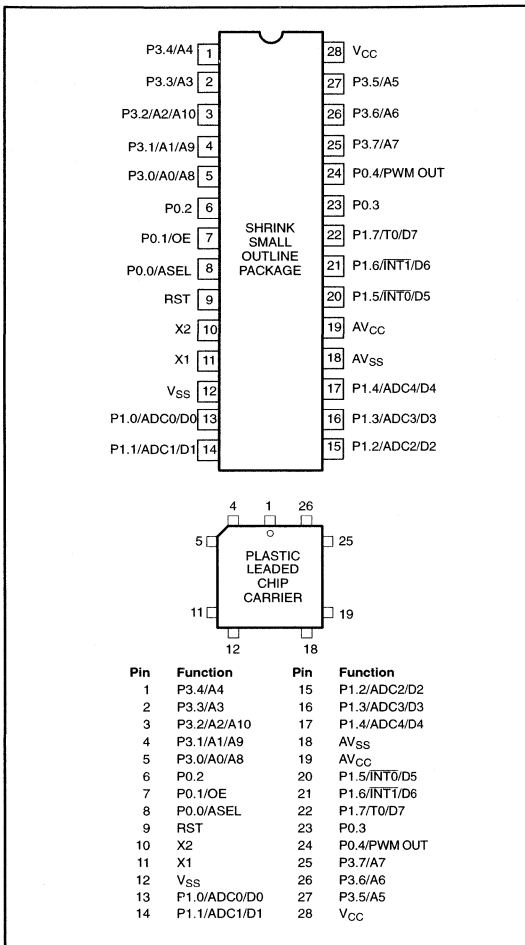 P3.4/A4 1 28 VCC
P3.3/A3 2 27 P3.5/A5
P3.2/A2/A10 3 26 P3.6/A6
P3.1/A1/A9 4 25 P3.7/A7
P3.0/A0/A8 5 24 P0.4/PWM OUT
P0.2 6 23 P0.3
P0.1/OE 7 22 P1.7/T0/D7
P0.0/ASEL 8 21 P1.6/I̅N̅T̅1̅/D6
RST 9 20 P1.5/I̅N̅T̅0̅/D5
X2 10 19 AVCC
X1 11 18 AVSS
VSS 12 17 P1.4/ADC4/D4
P1.0/ADC0/D0 13 16 P1.3/ADC3/D3
P1.1/ADC1/D1 14 15 P1.2/ADC2/D2
SHRINK
SMALL
OUTLINE
PACKAGE
4 1 26
5 25
PLASTIC
LEADED
CHIP
CARRIER
11 19
12 18
Pin Function Pin Function
1 P3.4/A4 15 P1.2/ADC2/D2
2 P3.3/A3 16 P1.3/ADC3/D3
3 P3.2/A2/A10 17 P1.4/ADC4/D4
4 P3.1/A1/A9 18 AVSS
5 P3.0/A0/A8 19 AVCC
6 P0.2 20 P1.5/I̅N̅T̅0̅/D5
7 P0.1/OE 21 P1.6/I̅N̅T̅1̅/D6
8 P0.0/ASEL 22 P1.7/T0/D7
9 RST 23 P0.3
10 X2 24 P0.4/PWM OUT
11 X1 25 P3.7/A7
12 VSS 26 P3.6/A6
13 P1.0/ADC0/D0 27 P3.5/A5
14 P1.1/ADC1/D1 28 VCC